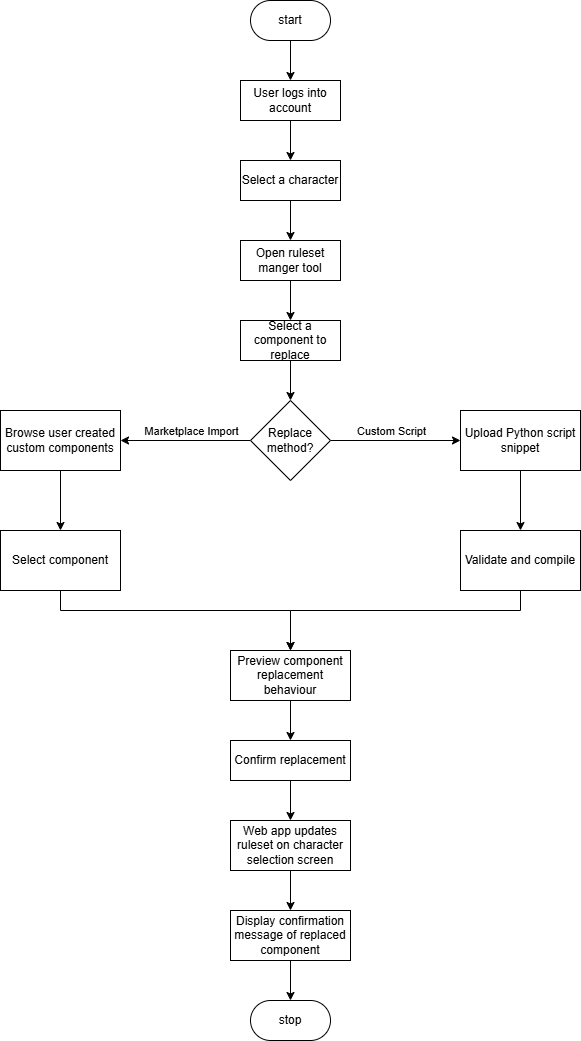 start
User logs into
account
Select a character
Open ruleset
manger tool
Select a
component to
replace
Replace
method?
Marketplace Import
Custom Script
Browse user created
custom components
Upload Python script
snippet
Select component
Validate and compile
Preview component
replacement
behaviour
Confirm replacement
Web app updates
ruleset on character
selection screen
Display confirmation
message of replaced
component
stop